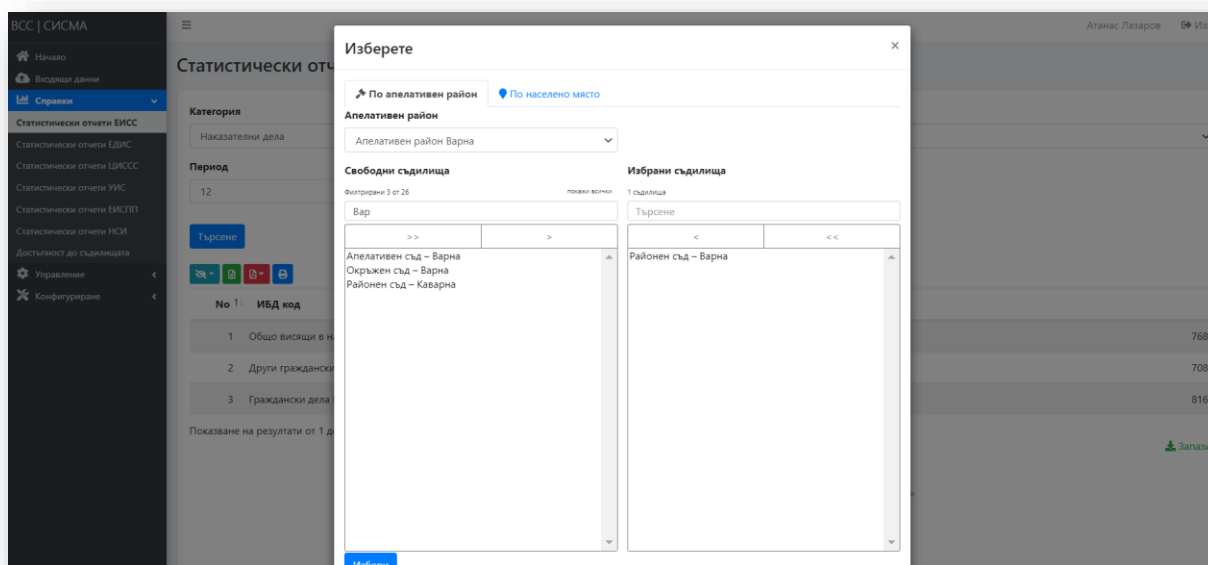 ВСС | СИСМА
Атанас Лазаров
Начало
Входящи данни
Справки
Статистически отчети ЕИСС
Статистически отчети ЕДИС
Статистически отчети ЦИССС
Статистически отчети УИС
Статистически отчети ЕИСПП
Статистически отчети НСИ
Достъпност до съдилищата
Управление
Конфигуриране
Статистически отч
Категория
Наказателни дела
Период
12
Търсене
No ИБД код
1 Общо висящи в н 768
2 Други граждански 708
3 Граждански дела 816
Показване на резултати от 1 д
Запази
Изберете
×
По апелативен район По населено място
Апелативен район
Апелативен район Варна
Свободни съдилища Избрани съдилища
Филтрирани 3 от 26 покажи всички 1 съдилища
Вар Търсене
>> > < <<
Апелативен съд – Варна Районен съд – Варна
Окръжен съд – Варна
Районен съд – Каварна
Избери